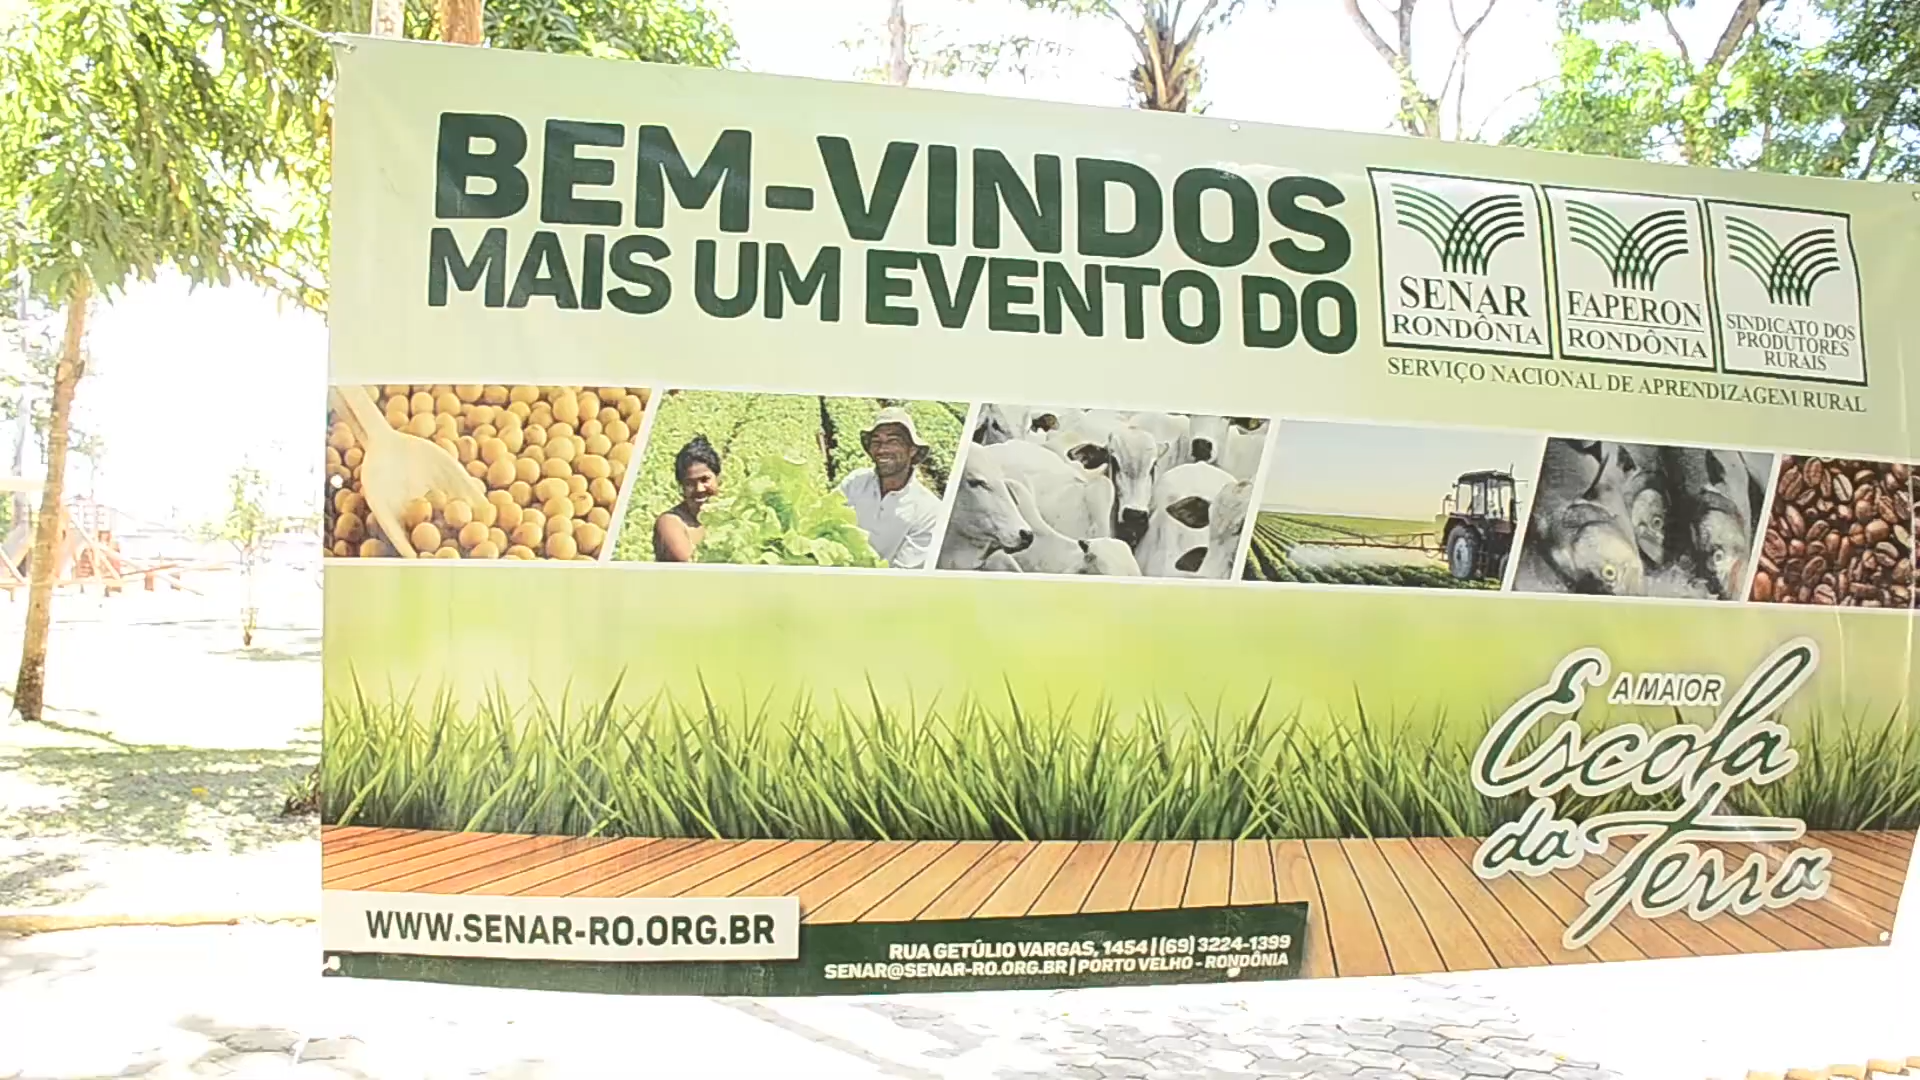 BEM-VINDOS
MAIS UM EVENTO DO
SENAR
RONDÔNIA
FAPERON
RONDÔNIA
SINDICATO DOS
PRODUTORES
RURAIS
SERVIÇO NACIONAL DE APRENDIZAGEM RURAL
A MAIOR
Escola
da Terra
WWW.SENAR-RO.ORG.BR
RUA GETÚLIO VARGAS, 1454 | (69) 3224-1399
SENAR@SENAR-RO.ORG.BR | PORTO VELHO - RONDÔNIA